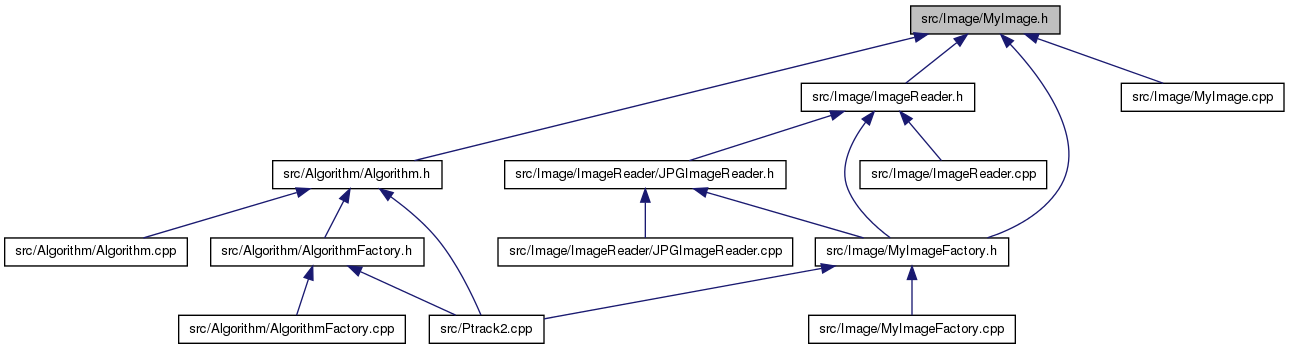 src/Image/MyImage.h
src/Image/ImageReader.h
src/Image/MyImage.cpp
src/Algorithm/Algorithm.h
src/Image/ImageReader/JPGImageReader.h
src/Image/ImageReader.cpp
src/Algorithm/Algorithm.cpp
src/Algorithm/AlgorithmFactory.h
src/Image/ImageReader/JPGImageReader.cpp
src/Image/MyImageFactory.h
src/Algorithm/AlgorithmFactory.cpp
src/Ptrack2.cpp
src/Image/MyImageFactory.cpp